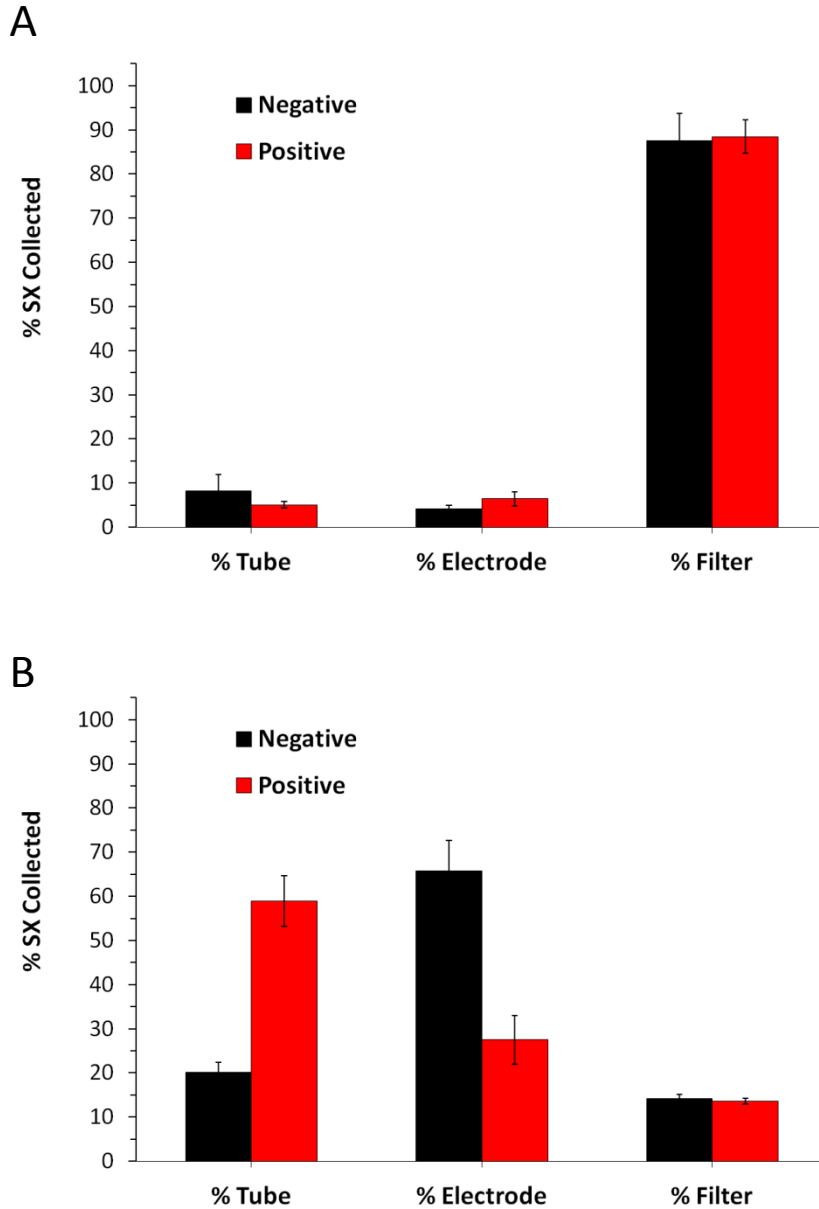 A
100
90
80
70
60
50
40
30
20
10
0
% SX Collected
Negative
Positive
% Tube
% Electrode
% Filter
B
100
90
80
70
60
50
40
30
20
10
0
% SX Collected
Negative
Positive
% Tube
% Electrode
% Filter